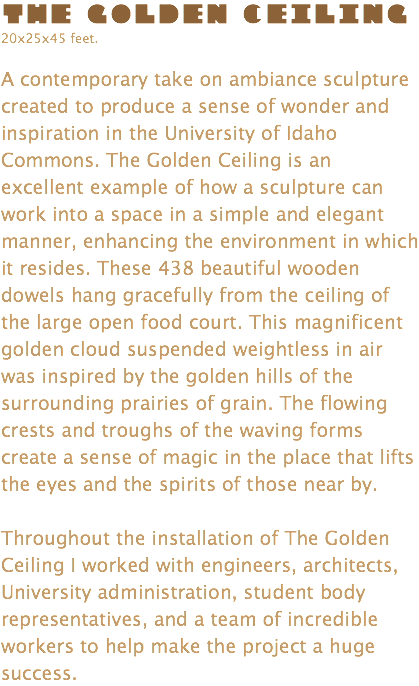 THE GOLDEN CEILING
20x25x45 feet.
A contemporary take on ambiance sculpture
created to produce a sense of wonder and
inspiration in the University of Idaho
Commons. The Golden Ceiling is an
excellent example of how a sculpture can
work into a space in a simple and elegant
manner, enhancing the environment in which
it resides. These 438 beautiful wooden
dowels hang gracefully from the ceiling of
the large open food court. This magnificent
golden cloud suspended weightless in air
was inspired by the golden hills of the
surrounding prairies of grain. The flowing
crests and troughs of the waving forms
create a sense of magic in the place that lifts
the eyes and the spirits of those near by.
Throughout the installation of The Golden
Ceiling I worked with engineers, architects,
University administration, student body
representatives, and a team of incredible
workers to help make the project a huge
success.